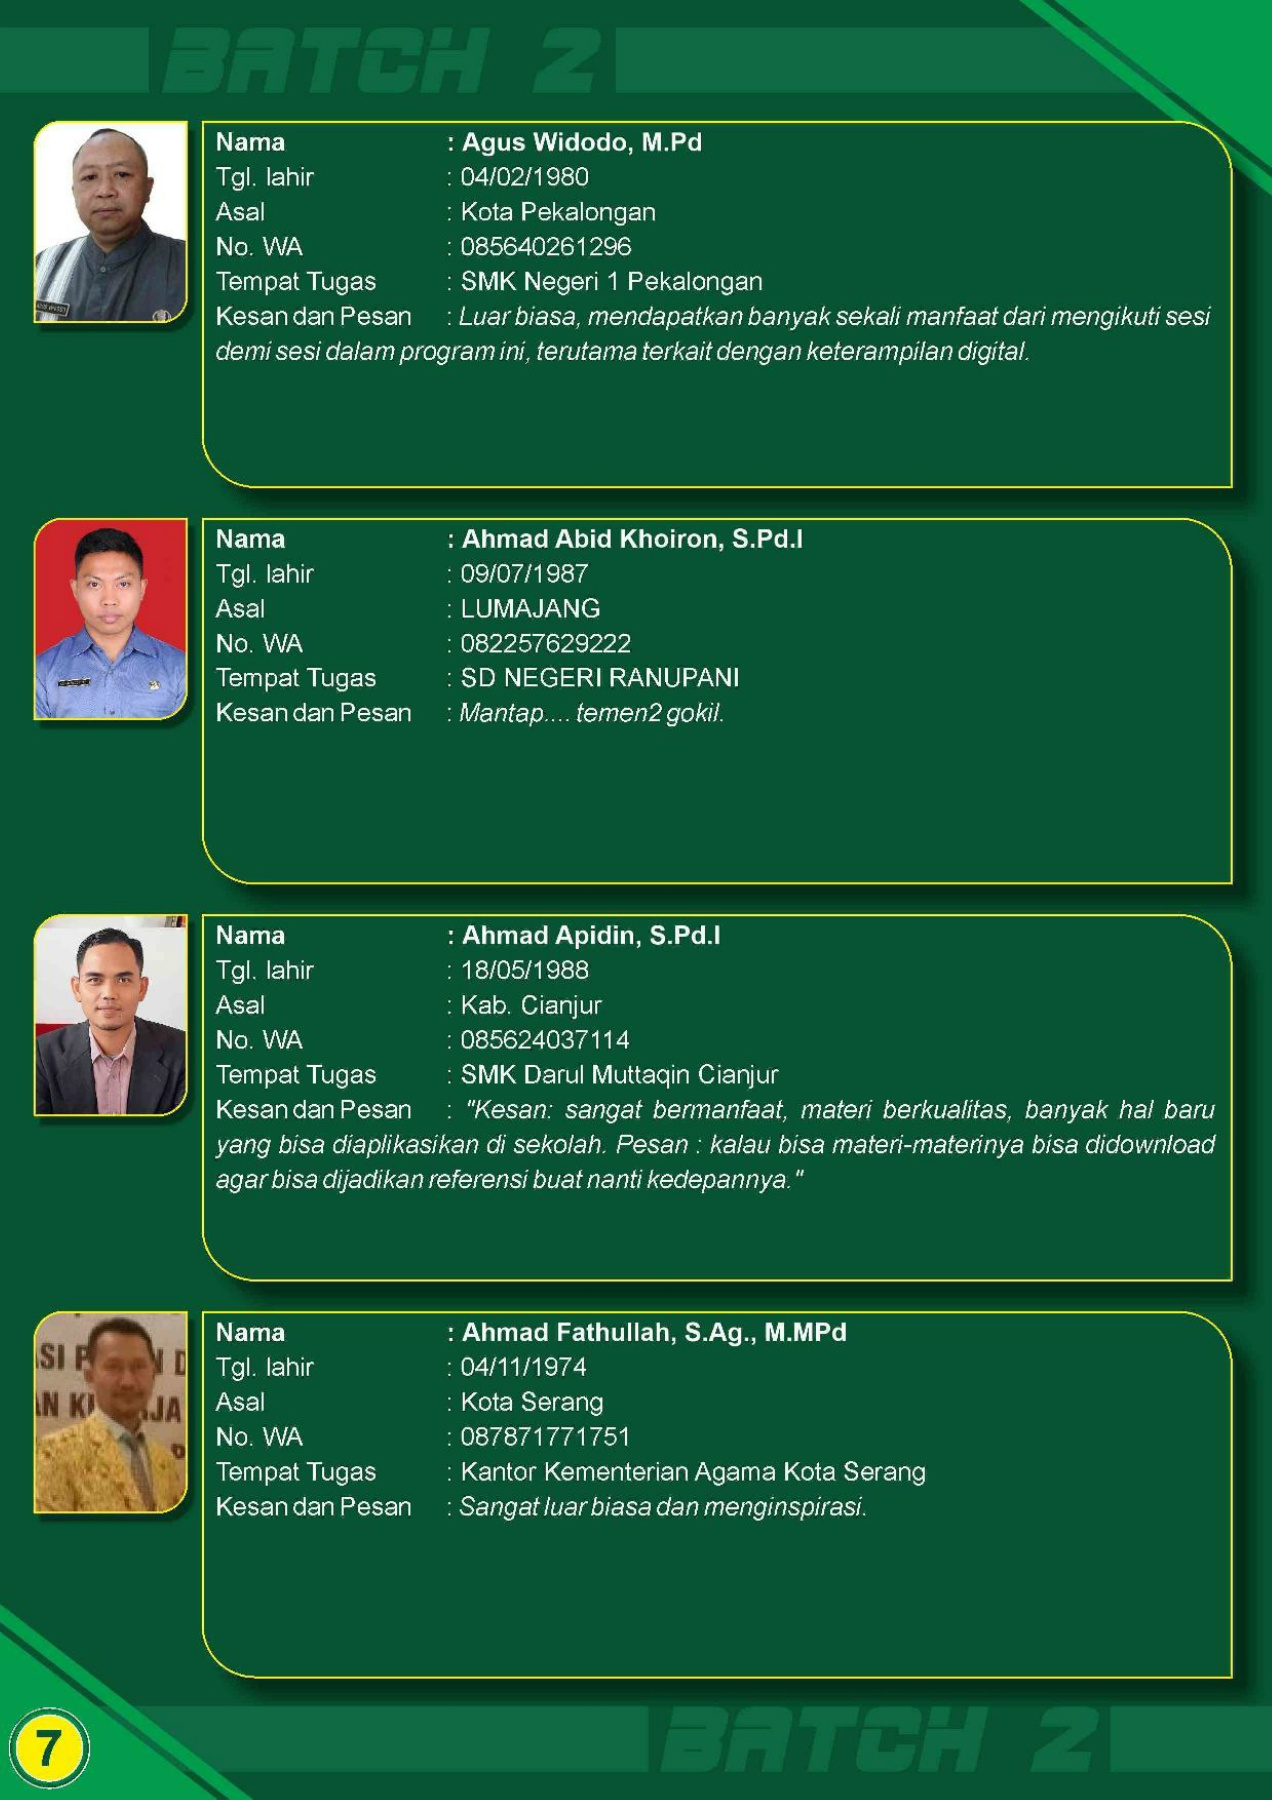 BATCH 2
Nama : Agus Widodo, M.Pd
Tgl. lahir : 04/02/1980
Asal : Kota Pekalongan
No. WA : 085640261296
Tempat Tugas : SMK Negeri 1 Pekalongan
Kesan dan Pesan : Luar biasa, mendapatkan banyak sekali manfaat dari mengikuti sesi
demi sesi dalam program ini, terutama terkait dengan keterampilan digital.
Nama : Ahmad Abid Khoiron, S.Pd.I
Tgl. lahir : 09/07/1987
Asal : LUMAJANG
No. WA : 082257629222
Tempat Tugas : SD NEGERI RANUPANI
Kesan dan Pesan : Mantap.... temen2 gokil.
Nama : Ahmad Apidin, S.Pd.I
Tgl. lahir : 18/05/1988
Asal : Kab. Cianjur
No. WA : 085624037114
Tempat Tugas : SMK Darul Muttaqin Cianjur
Kesan dan Pesan : "Kesan: sangat bermanfaat, materi berkualitas, banyak hal baru
yang bisa diaplikasikan di sekolah. Pesan : kalau bisa materi-materinya bisa didownload
agar bisa dijadikan referensi buat nanti kedepannya."
Nama : Ahmad Fathullah, S.Ag., M.MPd
Tgl. lahir : 04/11/1974
Asal : Kota Serang
No. WA : 087871771751
Tempat Tugas : Kantor Kementerian Agama Kota Serang
Kesan dan Pesan : Sangat luar biasa dan menginspirasi.
7
BATCH 2